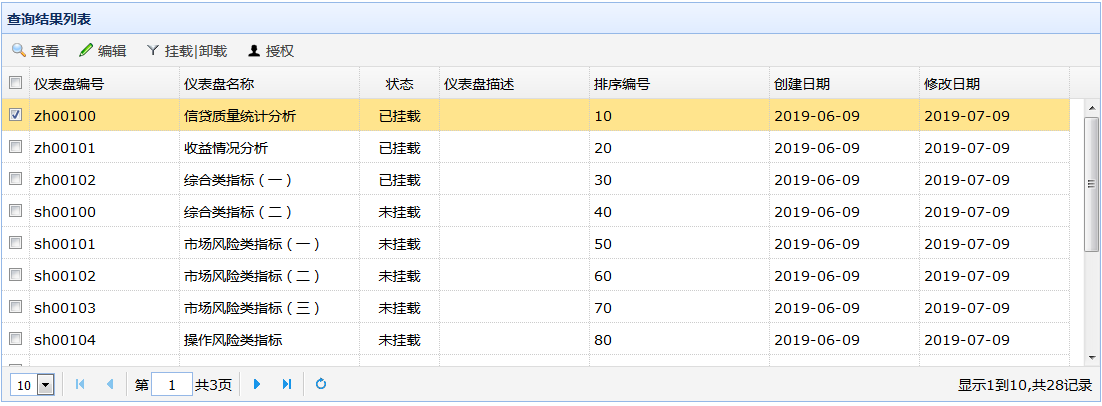 查询结果列表
查看 编辑 挂载|卸载 授权
仪表盘编号 仪表盘名称 状态 仪表盘描述 排序编号 创建日期 修改日期
zh00100 信贷质量统计分析 已挂载 10 2019-06-09 2019-07-09
zh00101 收益情况分析 已挂载 20 2019-06-09 2019-07-09
zh00102 综合类指标（一） 已挂载 30 2019-06-09 2019-07-09
sh00100 综合类指标（二） 未挂载 40 2019-06-09 2019-07-09
sh00101 市场风险类指标（一） 未挂载 50 2019-06-09 2019-07-09
sh00102 市场风险类指标（二） 未挂载 60 2019-06-09 2019-07-09
sh00103 市场风险类指标（三） 未挂载 70 2019-06-09 2019-07-09
sh00104 操作风险类指标 未挂载 80 2019-06-09 2019-07-09
10 第 1 共3页 显示1到10,共28记录